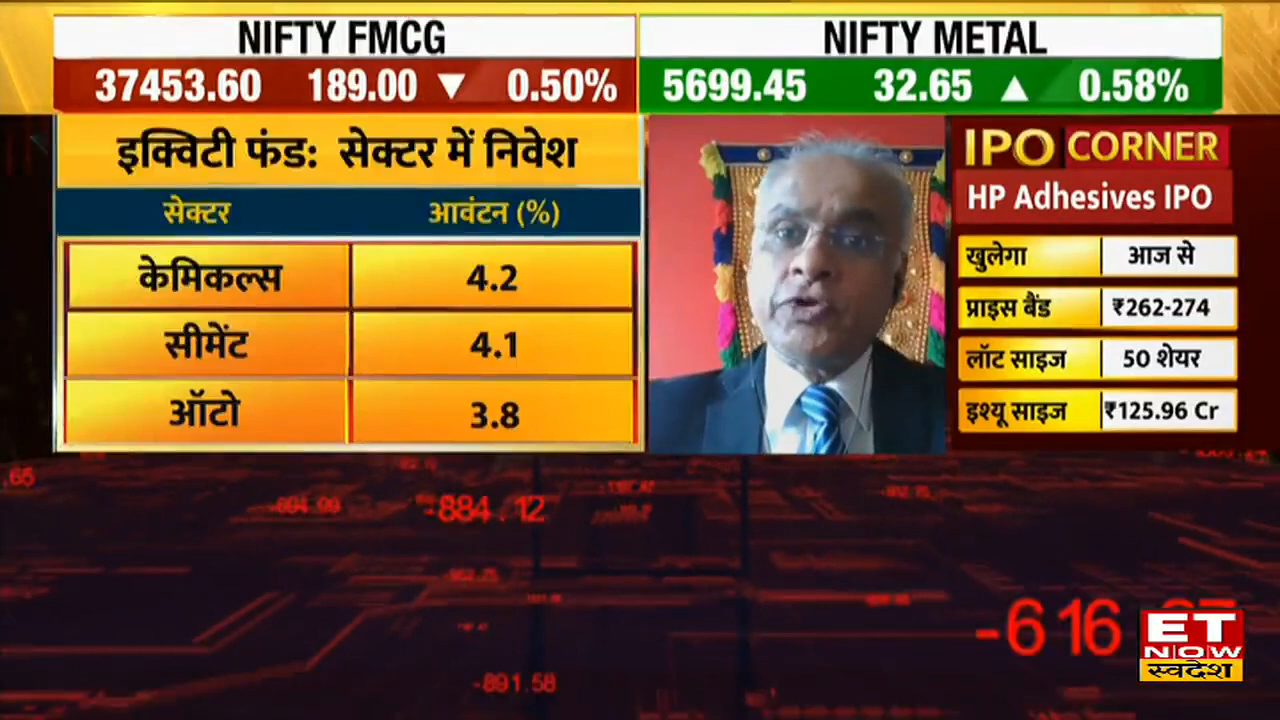 NIFTY FMCG
37453.60 189.00 ▼ 0.50%
NIFTY METAL
5699.45 32.65 ▲ 0.58%
इक्विटी फंड: सेक्टर में निवेश
सेक्टर आवंटन (%)
केमिकल्स 4.2
सीमेंट 4.1
ऑटो 3.8
IPO CORNER
HP Adhesives IPO
खुलेगा आज से
प्राइस बैंड ₹262-274
लॉट साइज 50 शेयर
इश्यू साइज ₹125.96 Cr
.65
-884.12
-616
-891.58
ET
NOW
स्वदेश